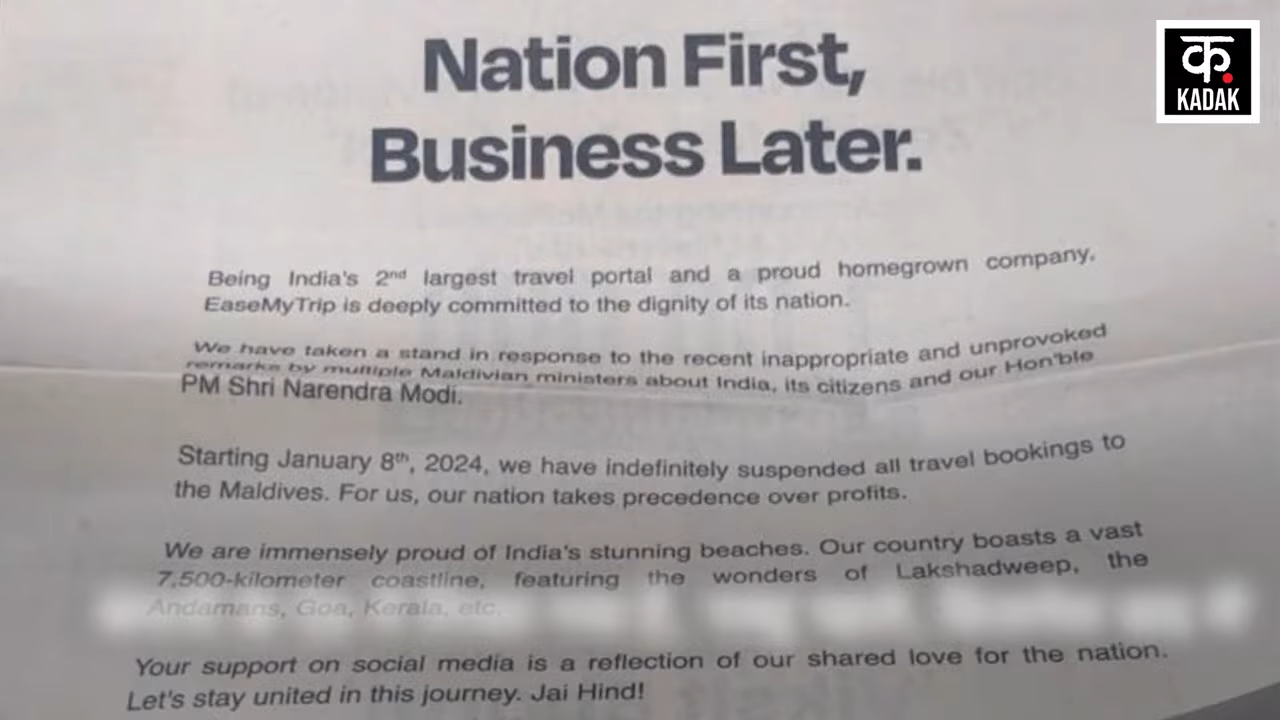 Nation First,
Business Later.
क.
KADAK
Being India's 2nd largest travel portal and a proud homegrown company,
EaseMyTrip is deeply committed to the dignity of its nation.
We have taken a stand in response to the recent inappropriate and unprovoked
remarks by multiple Maldivian ministers about India, its citizens and our Hon'ble
PM Shri Narendra Modi.
Starting January 8th, 2024, we have indefinitely suspended all travel bookings to
the Maldives. For us, our nation takes precedence over profits.
We are immensely proud of India's stunning beaches. Our country boasts a vast
7,500-kilometer coastline, featuring the wonders of Lakshadweep, the
Andamans, Goa, Kerala, etc.
Your support on social media is a reflection of our shared love for the nation.
Let's stay united in this journey. Jai Hind!